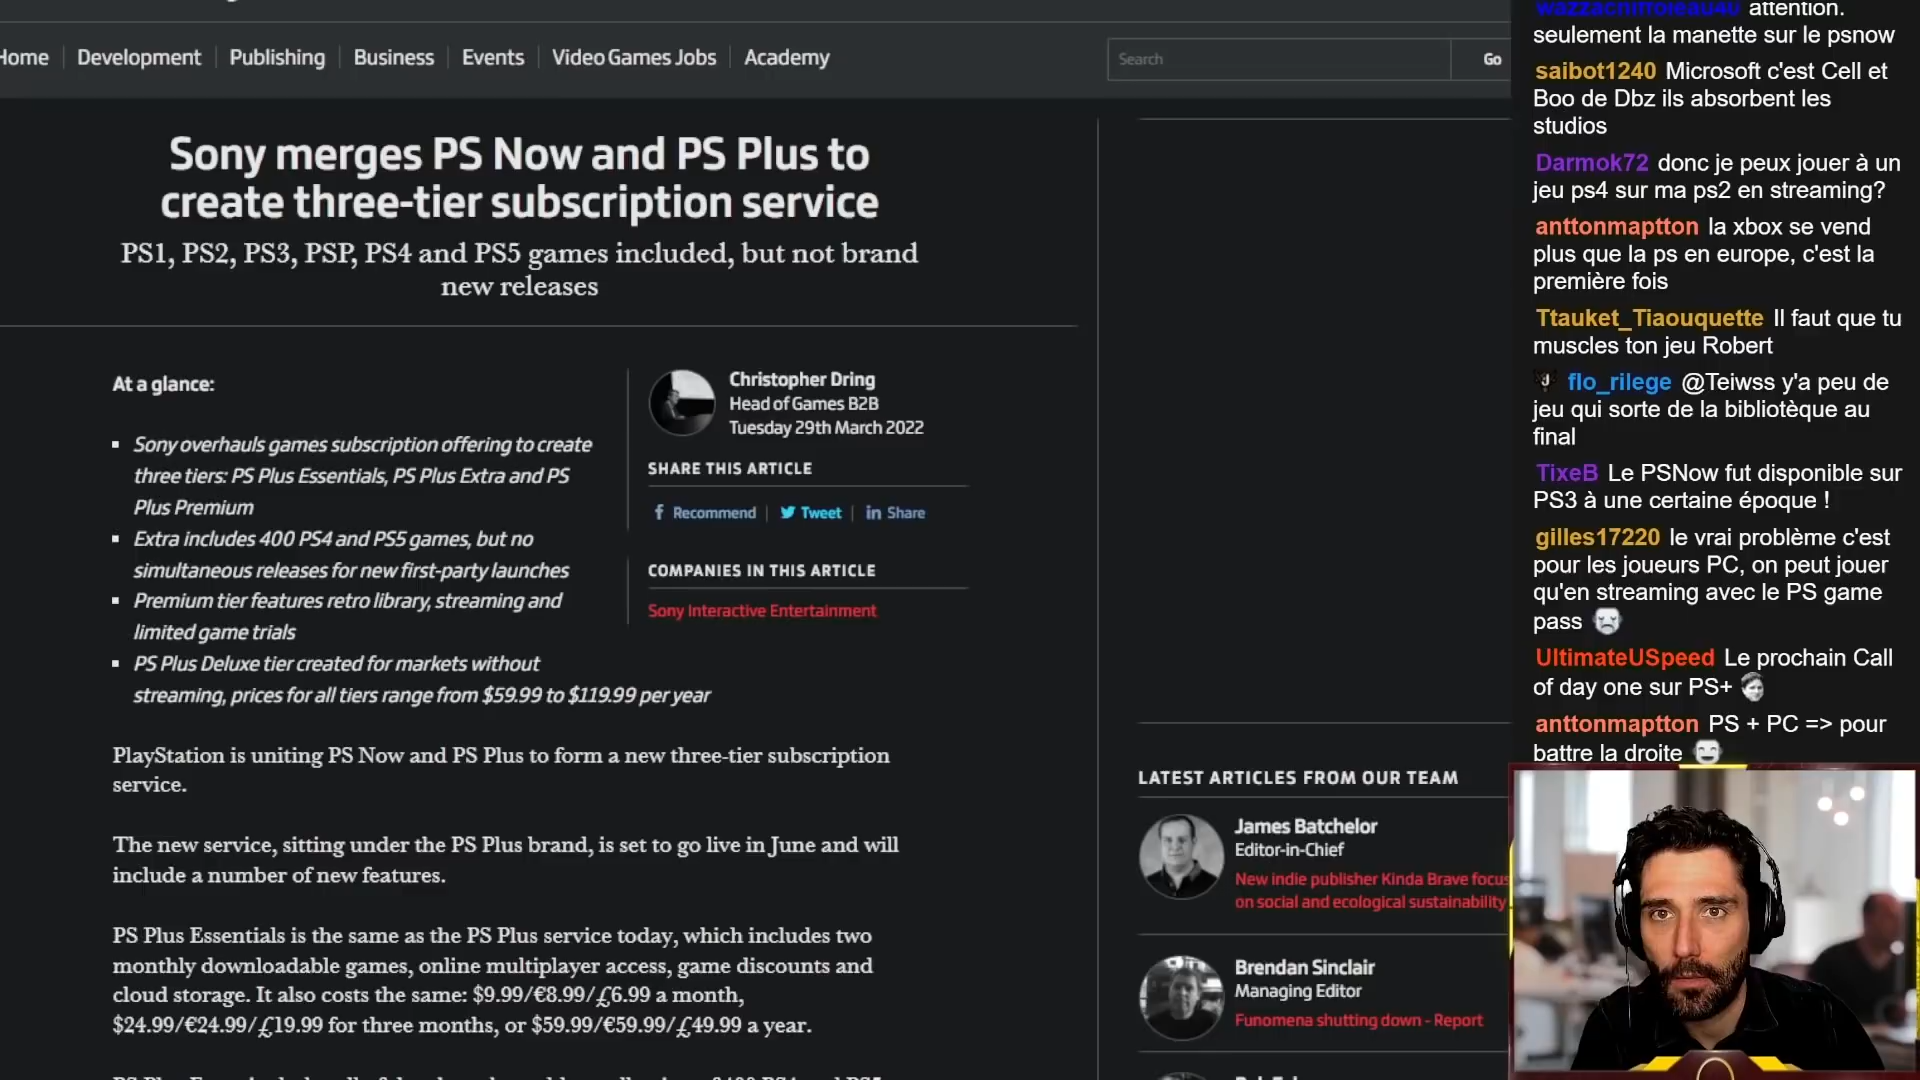 Home
Development
Publishing
Business
Events
Video Games Jobs
Academy
Search
Go
Sony merges PS Now and PS Plus to
create three-tier subscription service
PS1, PS2, PS3, PSP, PS4 and PS5 games included, but not brand
new releases
At a glance:
Sony overhauls games subscription offering to create
three tiers: PS Plus Essentials, PS Plus Extra and PS
Plus Premium
Extra includes 400 PS4 and PS5 games, but no
simultaneous releases for new first-party launches
Premium tier features retro library, streaming and
limited game trials
PS Plus Deluxe tier created for markets without
streaming, prices for all tiers range from $59.99 to $119.99 per year
Christopher Dring
Head of Games B2B
Tuesday 29th March 2022
SHARE THIS ARTICLE
Recommend
Tweet
Share
COMPANIES IN THIS ARTICLE
Sony Interactive Entertainment
PlayStation is uniting PS Now and PS Plus to form a new three-tier subscription
service.
The new service, sitting under the PS Plus brand, is set to go live in June and will
include a number of new features.
PS Plus Essentials is the same as the PS Plus service today, which includes two
monthly downloadable games, online multiplayer access, game discounts and
cloud storage. It also costs the same: $9.99/€8.99/£6.99 a month,
$24.99/€24.99/£19.99 for three months, or $59.99/€59.99/£49.99 a year.
LATEST ARTICLES FROM OUR TEAM
James Batchelor
Editor-in-Chief
New indie publisher Kinda Brave focus
on social and ecological sustainability
Brendan Sinclair
Managing Editor
Funomena shutting down - Report
attention.
seulement la manette sur le psnow
saibot1240 Microsoft c'est Cell et
Boo de Dbz ils absorbent les
studios
Darmok72 donc je peux jouer à un
jeu ps4 sur ma ps2 en streaming?
anttonmaptton la xbox se vend
plus que la ps en europe, c'est la
première fois
Ttauket_Tiaouquette Il faut que tu
muscles ton jeu Robert
flo_rilege @Teiwss y'a peu de
jeu qui sorte de la bibliotèque au
final
TixeB Le PSNow fut disponible sur
PS3 à une certaine époque !
gilles17220 le vrai problème c'est
pour les joueurs PC, on peut jouer
qu'en streaming avec le PS game
pass
UltimateUSpeed Le prochain Call
of day one sur PS+
anttonmaptton PS + PC => pour
battre la droite